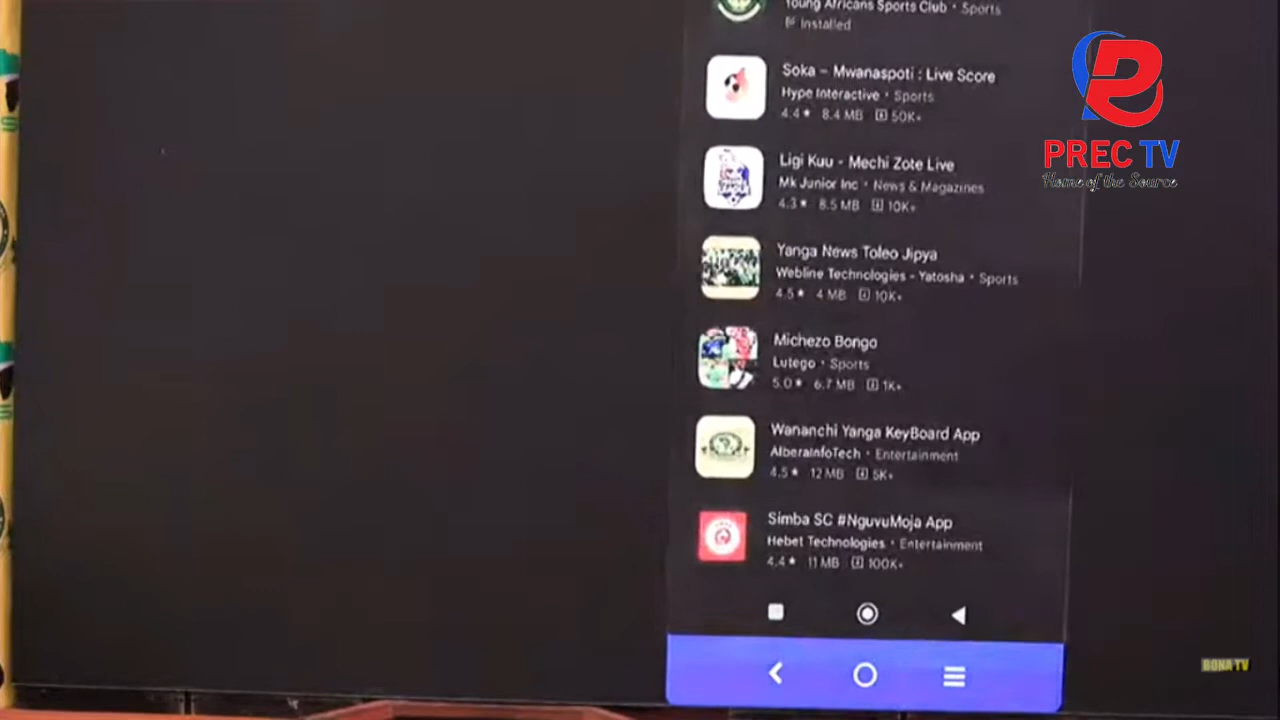 Young Africans Sports Club · Sports
Installed
Soka - Mwanaspoti : Live Score
Hype Interactive · Sports
4.4★ 8.4 MB 50K+
Ligi Kuu - Mechi Zote Live
Mk Junior Inc · News & Magazines
4.3★ 8.5 MB 10K+
Yanga News Toleo Jipya
Webline Technologies - Yatosha · Sports
4.5★ 4 MB 10K+
Michezo Bongo
Lutego · Sports
5.0★ 6.7 MB 1K+
Wananchi Yanga KeyBoard App
AlberaInfoTech · Entertainment
4.5★ 12 MB 5K+
Simba SC #NguvuMoja App
Hebet Technologies · Entertainment
4.4★ 11 MB 100K+
PREC TV
Home of the Source
BONA TV